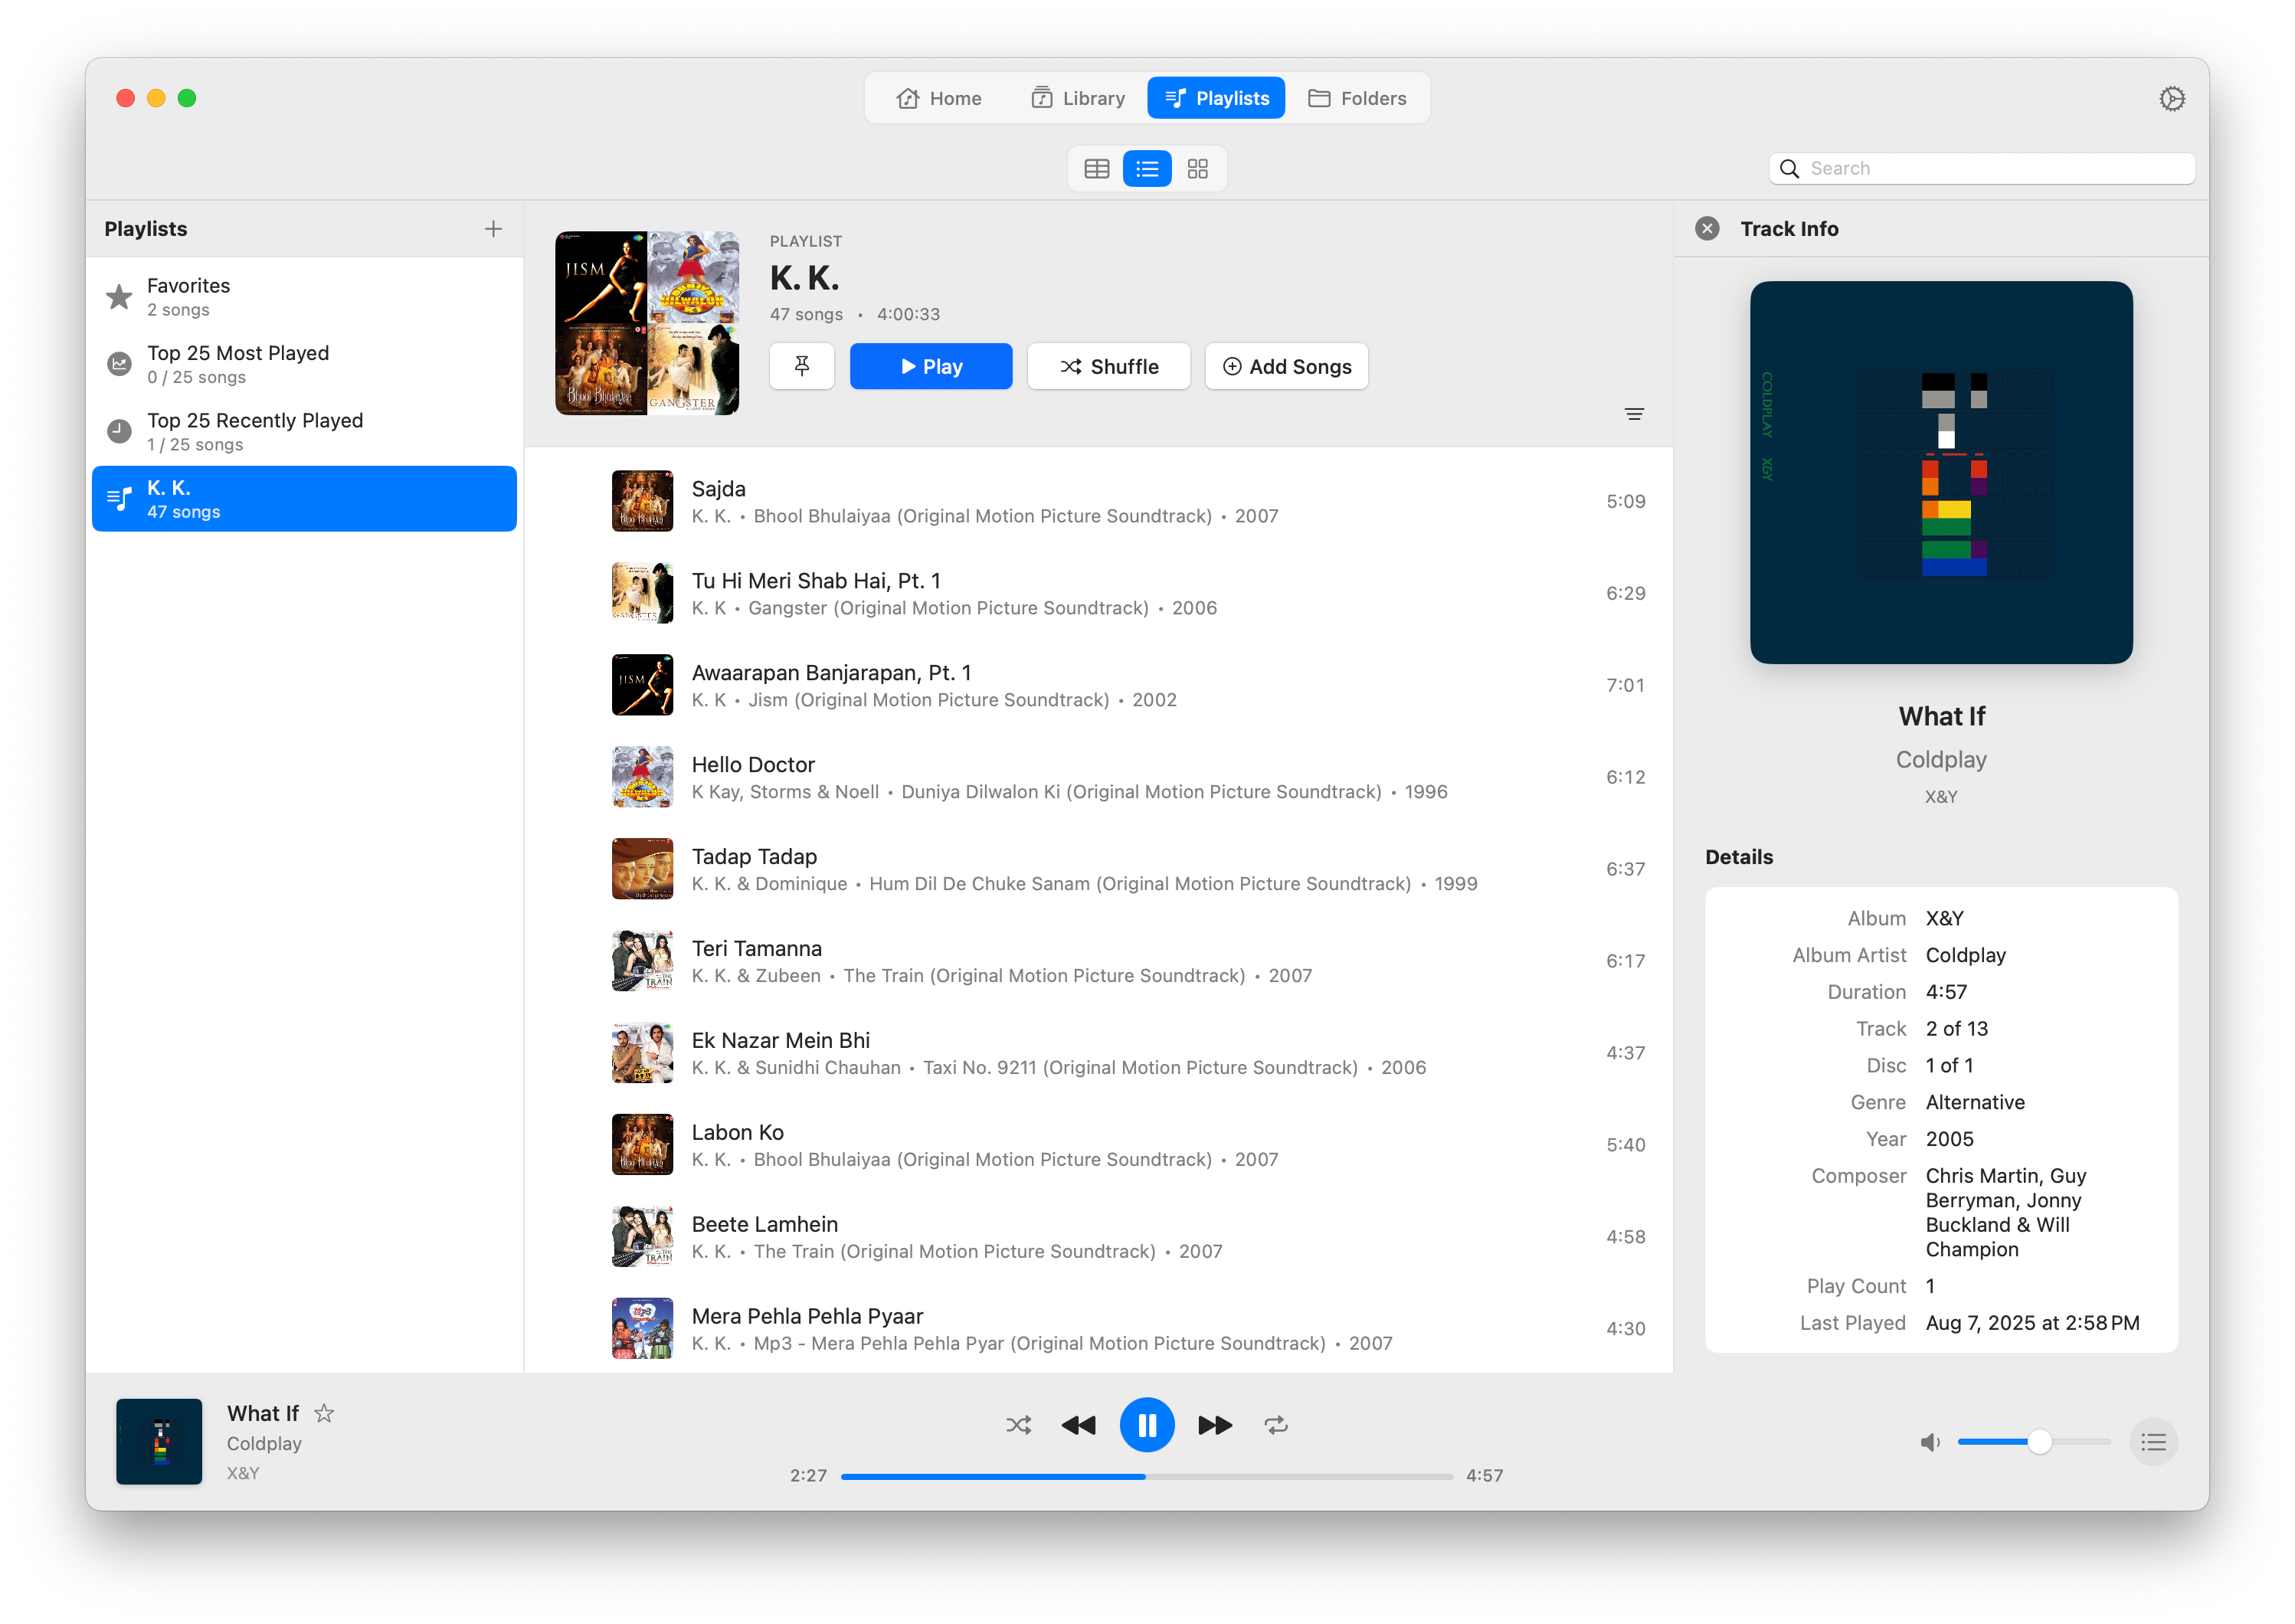 Home
Library
Playlists
Folders
Search
Playlists
Favorites
2 songs
Top 25 Most Played
0 / 25 songs
Top 25 Recently Played
1 / 25 songs
K. K.
47 songs
JISM
DUNIYA DILWALON KI
Bhool Bhulaiyaa
GANGSTER
PLAYLIST
K. K.
47 songs • 4:00:33
Play
Shuffle
Add Songs
Sajda
K. K. • Bhool Bhulaiyaa (Original Motion Picture Soundtrack) • 2007
5:09
Tu Hi Meri Shab Hai, Pt. 1
K. K • Gangster (Original Motion Picture Soundtrack) • 2006
6:29
JISM
Awaarapan Banjarapan, Pt. 1
K. K • Jism (Original Motion Picture Soundtrack) • 2002
7:01
Hello Doctor
K Kay, Storms & Noell • Duniya Dilwalon Ki (Original Motion Picture Soundtrack) • 1996
6:12
Tadap Tadap
K. K. & Dominique • Hum Dil De Chuke Sanam (Original Motion Picture Soundtrack) • 1999
6:37
TRAIN
Teri Tamanna
K. K. & Zubeen • The Train (Original Motion Picture Soundtrack) • 2007
6:17
Ek Nazar Mein Bhi
K. K. & Sunidhi Chauhan • Taxi No. 9211 (Original Motion Picture Soundtrack) • 2006
4:37
Labon Ko
K. K. • Bhool Bhulaiyaa (Original Motion Picture Soundtrack) • 2007
5:40
TRAIN
Beete Lamhein
K. K. • The Train (Original Motion Picture Soundtrack) • 2007
4:58
Mera Pehla Pehla Pyaar
K. K. • Mp3 - Mera Pehla Pehla Pyar (Original Motion Picture Soundtrack) • 2007
4:30
Track Info
COLDPLAY X&Y
What If
Coldplay
X&Y
Details
Album X&Y
Album Artist Coldplay
Duration 4:57
Track 2 of 13
Disc 1 of 1
Genre Alternative
Year 2005
Composer Chris Martin, Guy
Berryman, Jonny
Buckland & Will
Champion
Play Count 1
Last Played Aug 7, 2025 at 2:58 PM
What If
Coldplay
X&Y
2:27
4:57